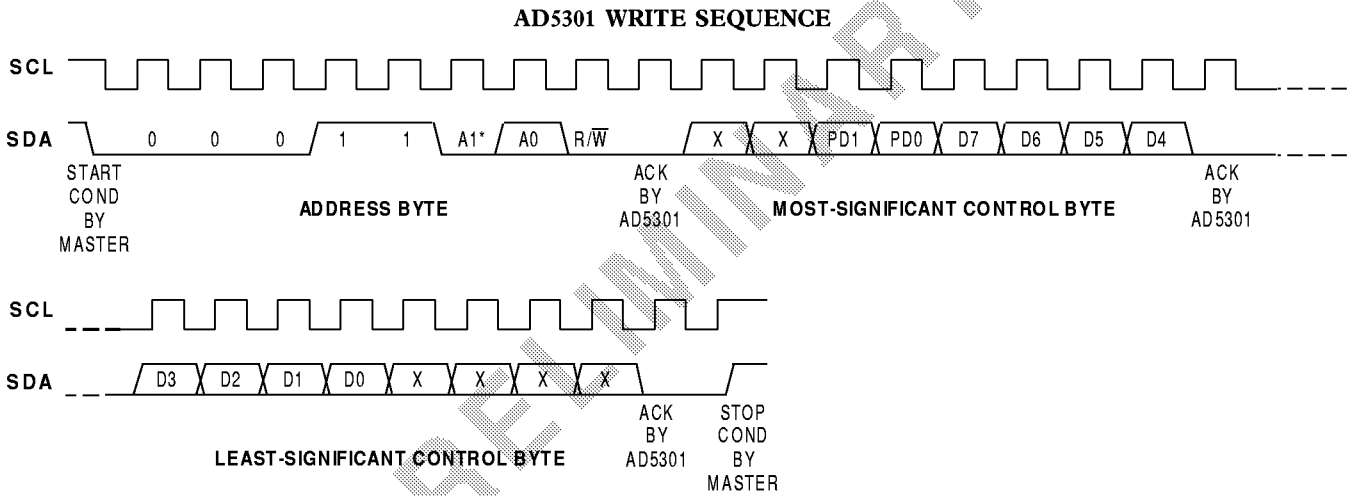 AD5301 WRITE SEQUENCE
SCL
SDA 0 0 0 1 1 A1* A0 R/W̅ X X PD1 PD0 D7 D6 D5 D4
START
COND
BY
MASTER
ADDRESS BYTE
ACK
BY
AD5301
MOST-SIGNIFICANT CONTROL BYTE
ACK
BY
AD5301
SCL
SDA D3 D2 D1 D0 X X X X
LEAST-SIGNIFICANT CONTROL BYTE
ACK
BY
AD5301
STOP
COND
BY
MASTER